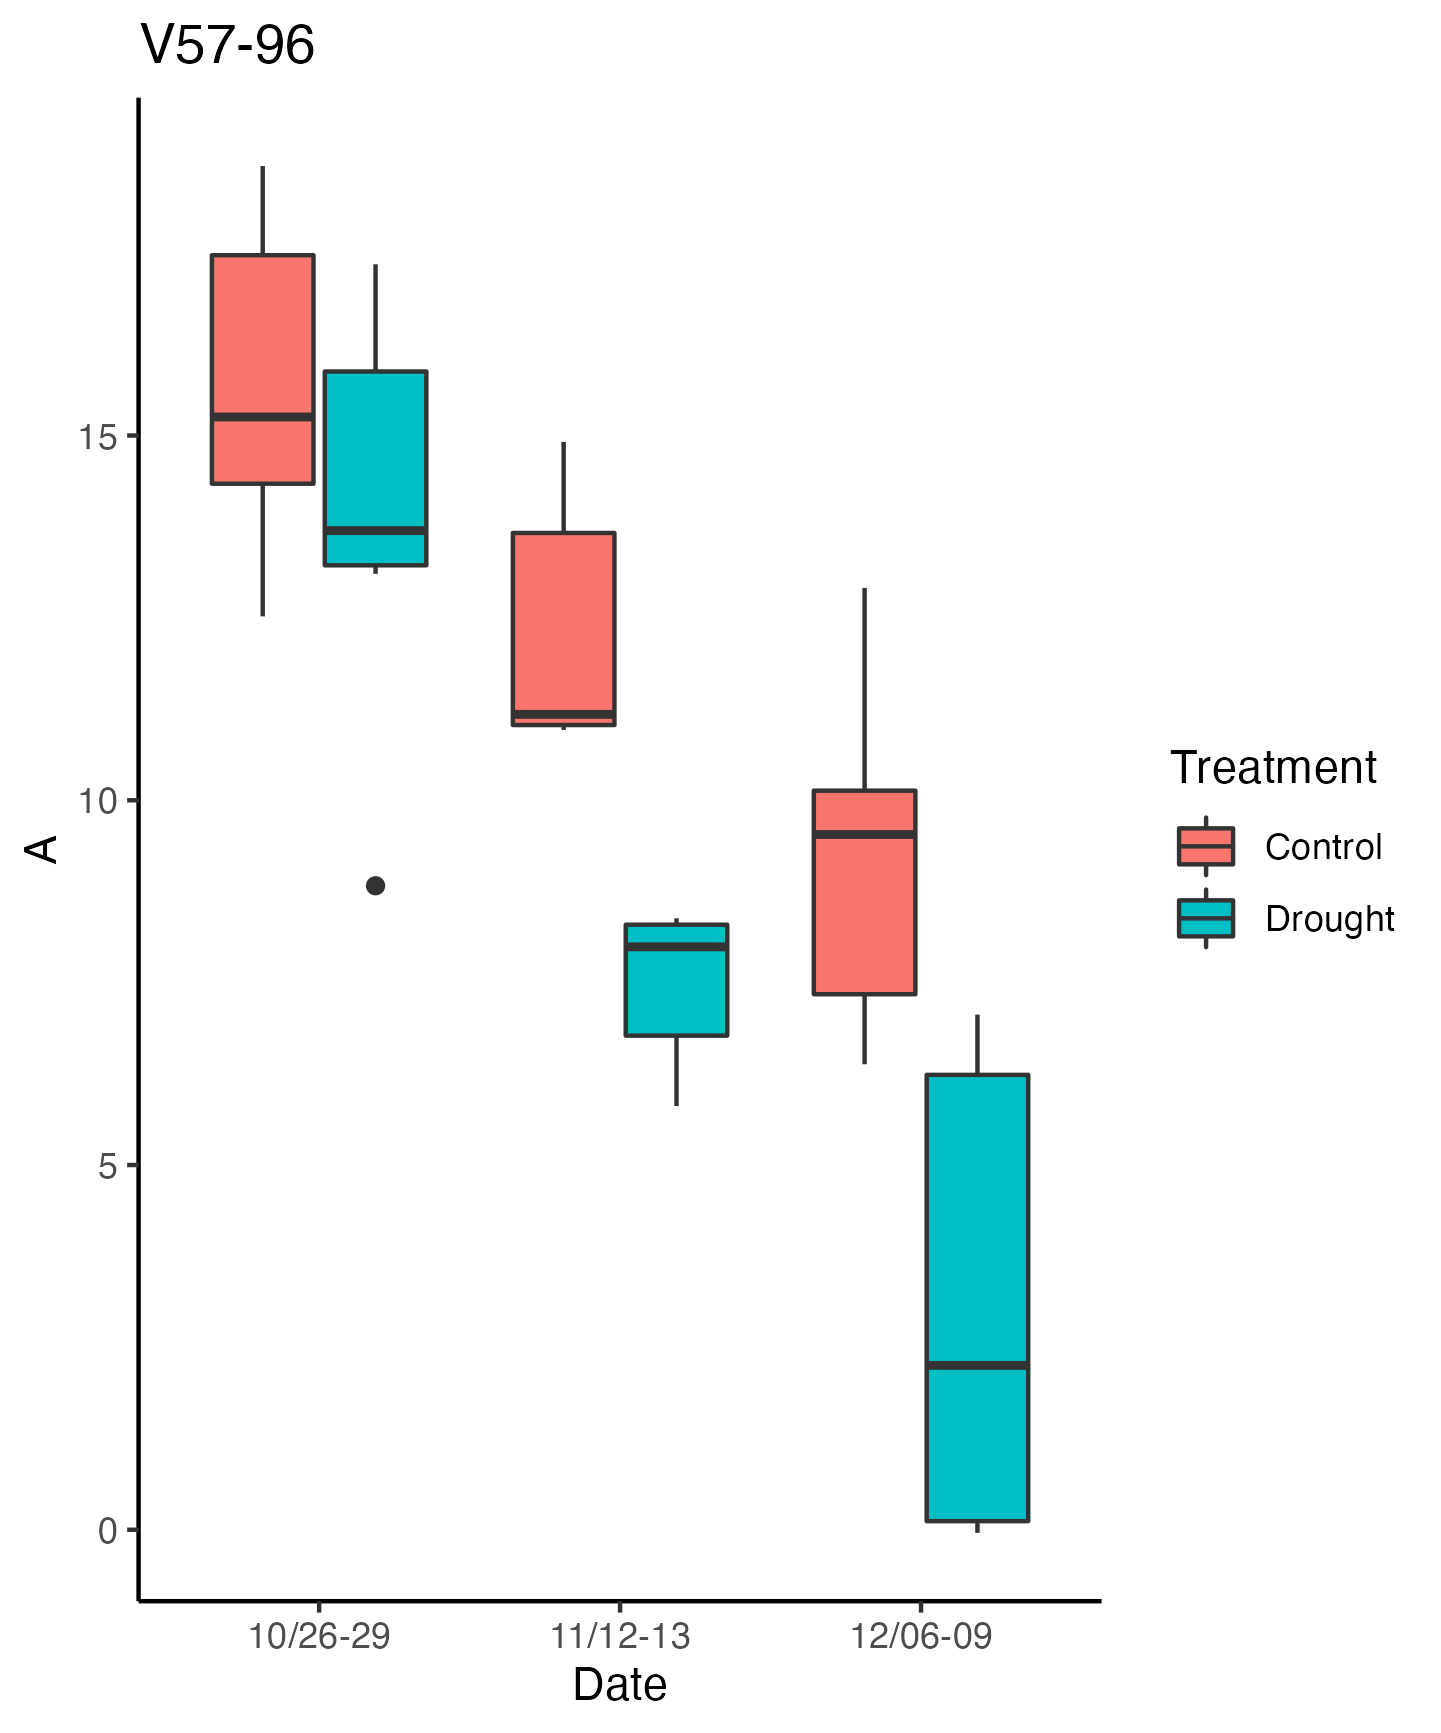 V57-96
15
10
5
0
A
10/26-29
11/12-13
12/06-09
Date
Treatment
Control
Drought